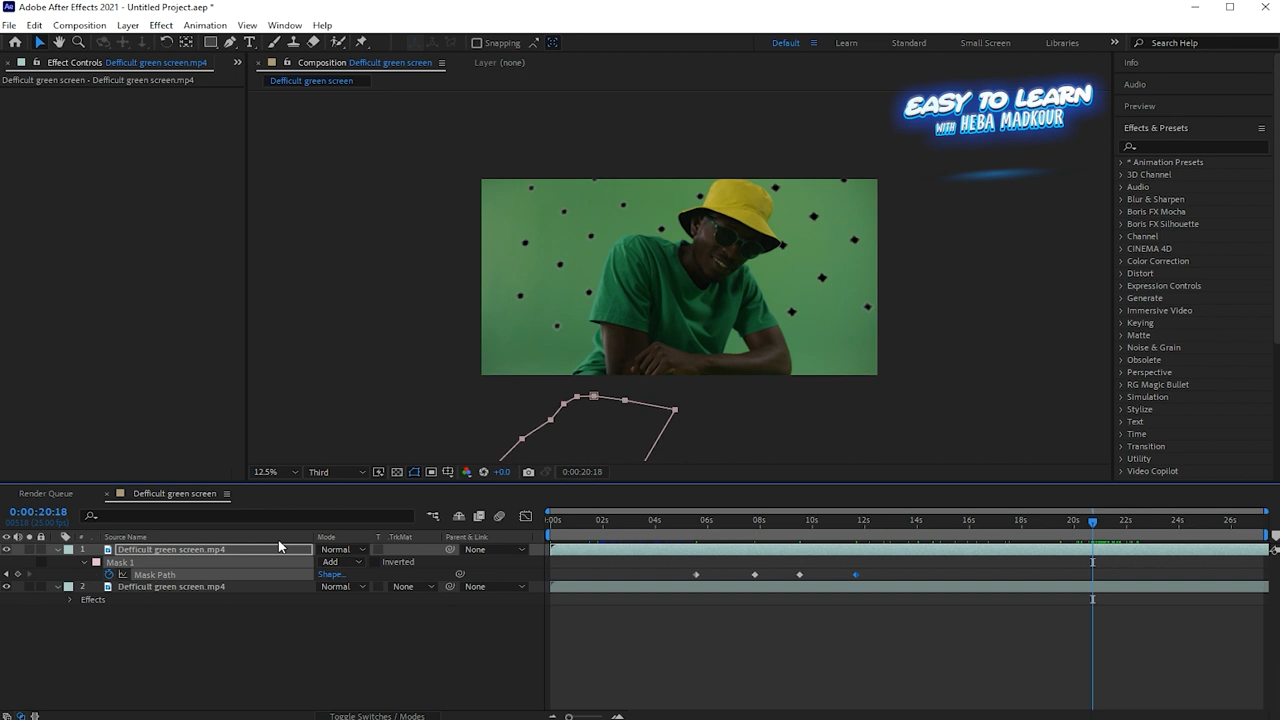 Adobe After Effects 2021 - Untitled Project.aep *
File Edit Composition Layer Effect Animation View Window Help
Snapping
Default Learn Standard Small Screen Libraries Search Help
Effect Controls Defficult green screen.mp4
Composition Defficult green screen
Layer (none)
Info
Defficult green screen • Defficult green screen.mp4
Defficult green screen
Audio
Preview
EASY TO LEARN
WITH HEBA MADKOUR
Effects & Presets
* Animation Presets
3D Channel
Audio
Blur & Sharpen
Boris FX Mocha
Boris FX Silhouette
Channel
CINEMA 4D
Color Correction
Distort
Expression Controls
Generate
Immersive Video
Keying
Matte
Noise & Grain
Obsolete
Perspective
RG Magic Bullet
Simulation
Stylize
Text
Time
Transition
Utility
Video Copilot
12.5% Third +0.0 0:00:20:18
Render Queue Defficult green screen
0:00:20:18
00518 (25.00 fps)
:00s 02s 04s 06s 08s 10s 12s 14s 16s 18s 20s 22s 24s 26s
# Source Name Mode T .TrkMat Parent & Link
1 Defficult green screen.mp4 Normal None
Mask 1 Add Inverted
Mask Path Shape...
2 Defficult green screen.mp4 Normal None None
Effects
Toggle Switches / Modes